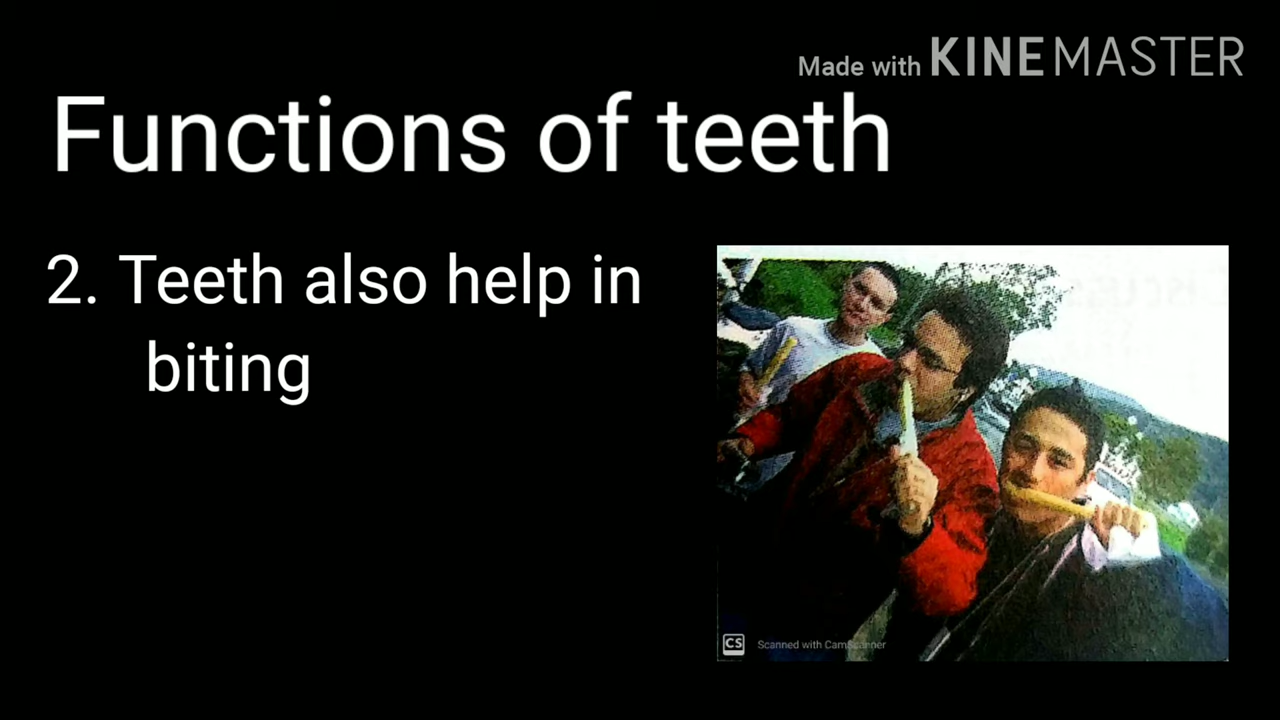 Made with KINEMASTER
Functions of teeth
2. Teeth also help in
biting
CS Scanned with CamScanner